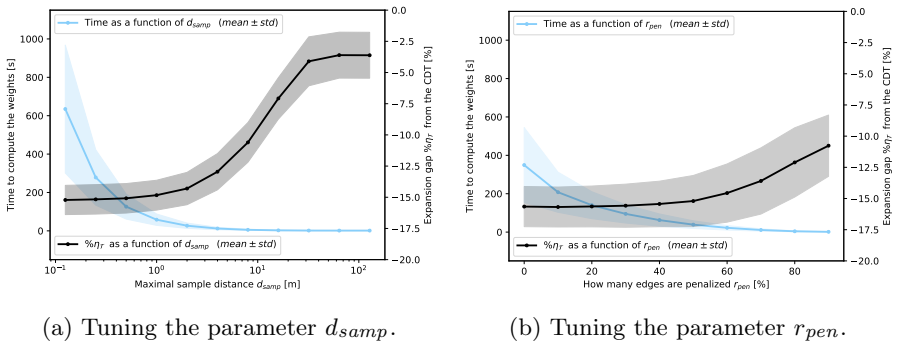 Time as a function of d_samp (mean ± std)
Time to compute the weights [s]
1000
800
600
400
200
0
0.0
−2.5
−5.0
−7.5
−10.0
−12.5
−15.0
−17.5
−20.0
Expansion gap %η_T from the CDT [%]
%η_T as a function of d_samp (mean ± std)
10⁻¹ 10⁰ 10¹ 10²
Maximal sample distance d_samp [m]
(a) Tuning the parameter d_samp.
Time as a function of r_pen (mean ± std)
Time to compute the weights [s]
1000
800
600
400
200
0
0.0
−2.5
−5.0
−7.5
−10.0
−12.5
−15.0
−17.5
−20.0
Expansion gap %η_T from the CDT [%]
%η_T as a function of r_pen (mean ± std)
0 20 40 60 80
How many edges are penalized r_pen [%]
(b) Tuning the parameter r_pen.